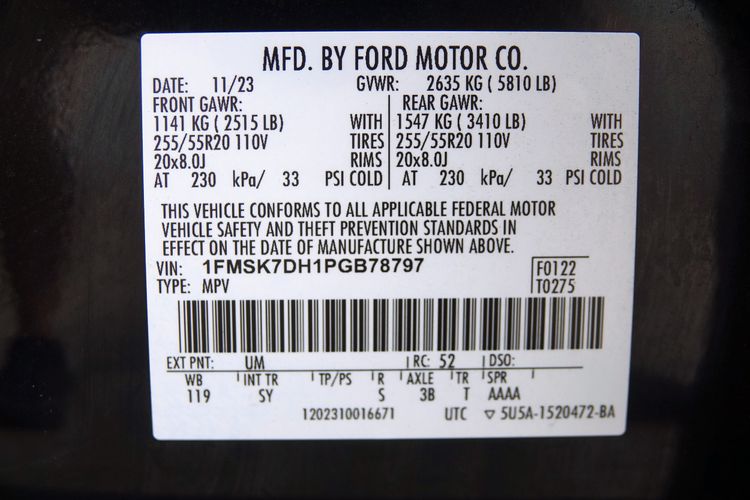 MFD. BY FORD MOTOR CO.
DATE: 11/23 GVWR: 2635 KG ( 5810 LB)
FRONT GAWR: REAR GAWR:
1141 KG ( 2515 LB) WITH 1547 KG ( 3410 LB) WITH
255/55R20 110V TIRES 255/55R20 110V TIRES
20x8.0J RIMS 20x8.0J RIMS
AT 230 kPa/ 33 PSI COLD AT 230 kPa/ 33 PSI COLD
THIS VEHICLE CONFORMS TO ALL APPLICABLE FEDERAL MOTOR
VEHICLE SAFETY AND THEFT PREVENTION STANDARDS IN
EFFECT ON THE DATE OF MANUFACTURE SHOWN ABOVE.
VIN: 1FMSK7DH1PGB78797 F0122
TYPE: MPV T0275
EXT PNT: UM RC: 52 DSO:
WB INT TR TP/PS R AXLE TR SPR
119 SY S 3B T AAAA
1202310016671 UTC ▽ 5U5A-1520472-BA